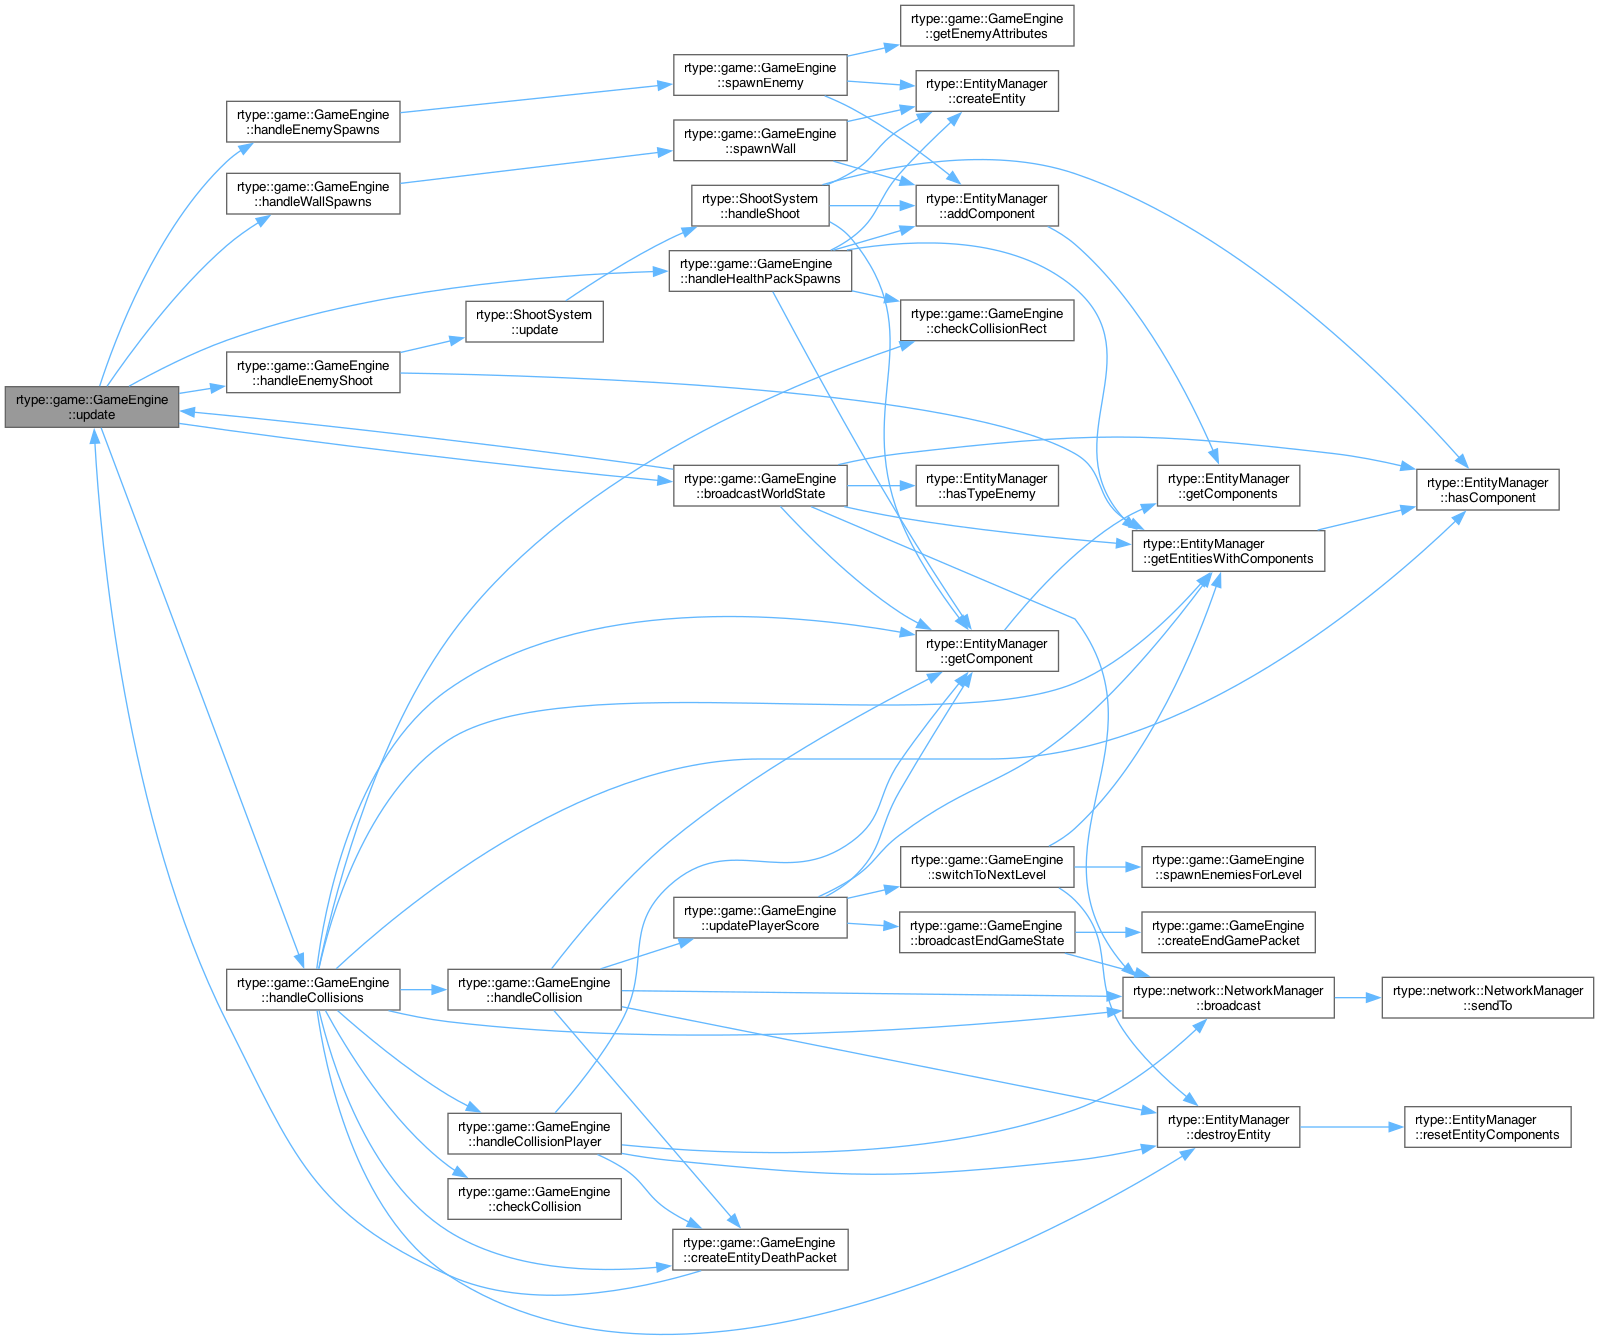 rtype::game::GameEngine
::getEnemyAttributes
rtype::game::GameEngine
::spawnEnemy
rtype::EntityManager
::createEntity
rtype::game::GameEngine
::handleEnemySpawns
rtype::game::GameEngine
::spawnWall
rtype::game::GameEngine
::handleWallSpawns
rtype::ShootSystem
::handleShoot
rtype::EntityManager
::addComponent
rtype::game::GameEngine
::handleHealthPackSpawns
rtype::ShootSystem
::update
rtype::game::GameEngine
::checkCollisionRect
rtype::game::GameEngine
::handleEnemyShoot
rtype::game::GameEngine
::update
rtype::game::GameEngine
::broadcastWorldState
rtype::EntityManager
::hasTypeEnemy
rtype::EntityManager
::getComponents
rtype::EntityManager
::hasComponent
rtype::EntityManager
::getEntitiesWithComponents
rtype::EntityManager
::getComponent
rtype::game::GameEngine
::switchToNextLevel
rtype::game::GameEngine
::spawnEnemiesForLevel
rtype::game::GameEngine
::updatePlayerScore
rtype::game::GameEngine
::broadcastEndGameState
rtype::game::GameEngine
::createEndGamePacket
rtype::game::GameEngine
::handleCollisions
rtype::game::GameEngine
::handleCollision
rtype::network::NetworkManager
::broadcast
rtype::network::NetworkManager
::sendTo
rtype::game::GameEngine
::handleCollisionPlayer
rtype::EntityManager
::destroyEntity
rtype::EntityManager
::resetEntityComponents
rtype::game::GameEngine
::checkCollision
rtype::game::GameEngine
::createEntityDeathPacket